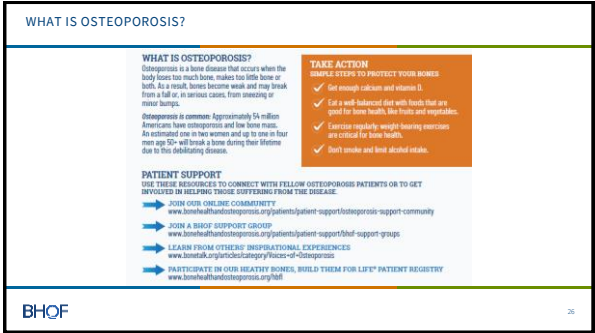 WHAT IS OSTEOPOROSIS?
WHAT IS OSTEOPOROSIS?
Osteoporosis is a bone disease that occurs when the
body loses too much bone, makes too little bone or
both. As a result, bones become weak and may break
from a fall or, in serious cases, from sneezing or
minor bumps.
Osteoporosis is common: Approximately 54 million
Americans have osteoporosis and low bone mass.
An estimated one in two women and up to one in four
men age 50+ will break a bone during their lifetime
due to this debilitating disease.
TAKE ACTION
SIMPLE STEPS TO PROTECT YOUR BONES
Get enough calcium and vitamin D.
Eat a well-balanced diet with foods that are
good for bone health, like fruits and vegetables.
Exercise regularly: weight-bearing exercises
are critical for bone health.
Don't smoke and limit alcohol intake.
PATIENT SUPPORT
USE THESE RESOURCES TO CONNECT WITH FELLOW OSTEOPOROSIS PATIENTS OR TO GET
INVOLVED IN HELPING THOSE SUFFERING FROM THE DISEASE.
JOIN OUR ONLINE COMMUNITY
www.bonehealthandosteoporosis.org/patients/patient-support/osteoporosis-support-community
JOIN A BHOF SUPPORT GROUP
www.bonehealthandosteoporosis.org/patients/patient-support/bhof-support-groups
LEARN FROM OTHERS' INSPIRATIONAL EXPERIENCES
www.bonetalk.org/articles/category/Voices+of+Osteoporosis
PARTICIPATE IN OUR HEATHY BONES, BUILD THEM FOR LIFE® PATIENT REGISTRY
www.bonehealthandosteoporosis.org/hbfl
BHOF
26